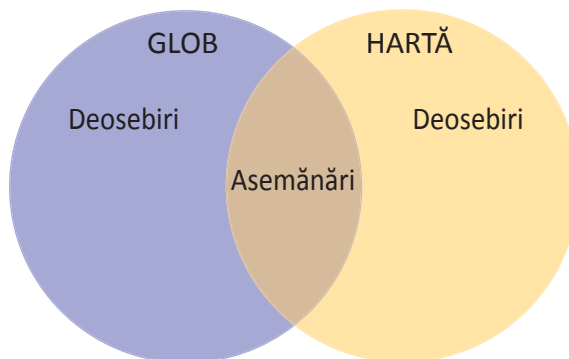 GLOB
HARTĂ
Deosebiri
Deosebiri
Asemănări